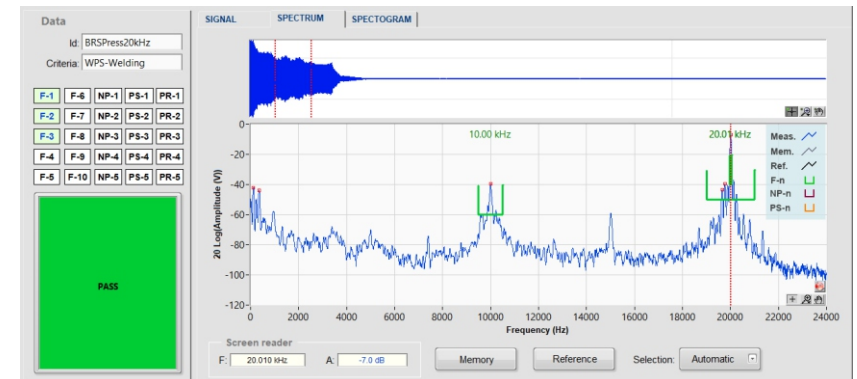 Data
Id: BRSPress20kHz
Criteria: WPS-Welding
F-1 F-6 NP-1 PS-1 PR-1
F-2 F-7 NP-2 PS-2 PR-2
F-3 F-8 NP-3 PS-3 PR-3
F-4 F-9 NP-4 PS-4 PR-4
F-5 F-10 NP-5 PS-5 PR-5
PASS
SIGNAL SPECTRUM SPECTOGRAM
10.00 kHz 20.01 kHz
Meas.
Mem.
Ref.
F-n
NP-n
PS-n
20 Log(Amplitude (V))
0
-20
-40
-60
-80
-100
-120
0 2000 4000 6000 8000 10000 12000 14000 16000 18000 20000 22000 24000
Frequency (Hz)
Screen reader
F: 20.010 kHz A: -7.0 dB
Memory Reference Selection: Automatic